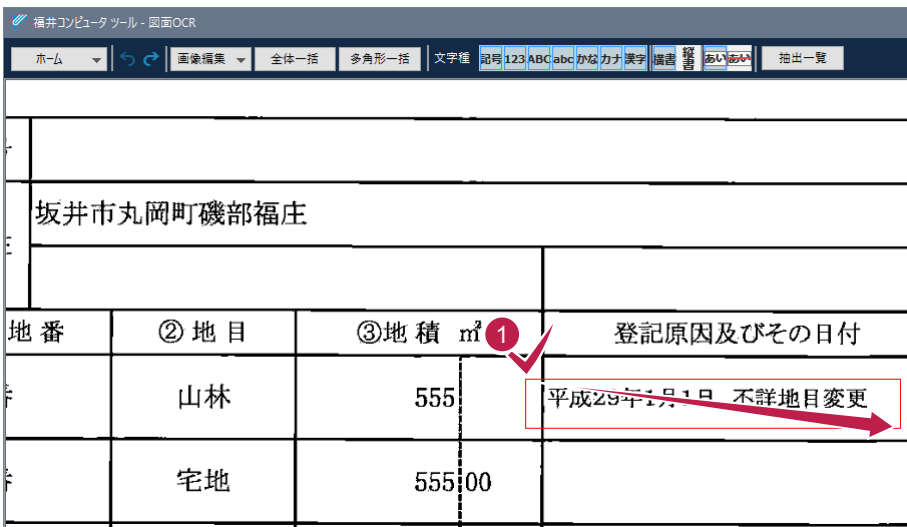 福井コンピュータ ツール - 図面OCR
ホーム 画像編集 全体一括 多角形一括 文字種 記号 123 ABC abc かな カナ 漢字 横書 縦書 あい あい 抽出一覧
坂井市丸岡町磯部福庄
地番 ②地目 ③地積 ㎡ 1 登記原因及びその日付
山林 555 平成29年1月1日 不詳地目変更
宅地 555 00